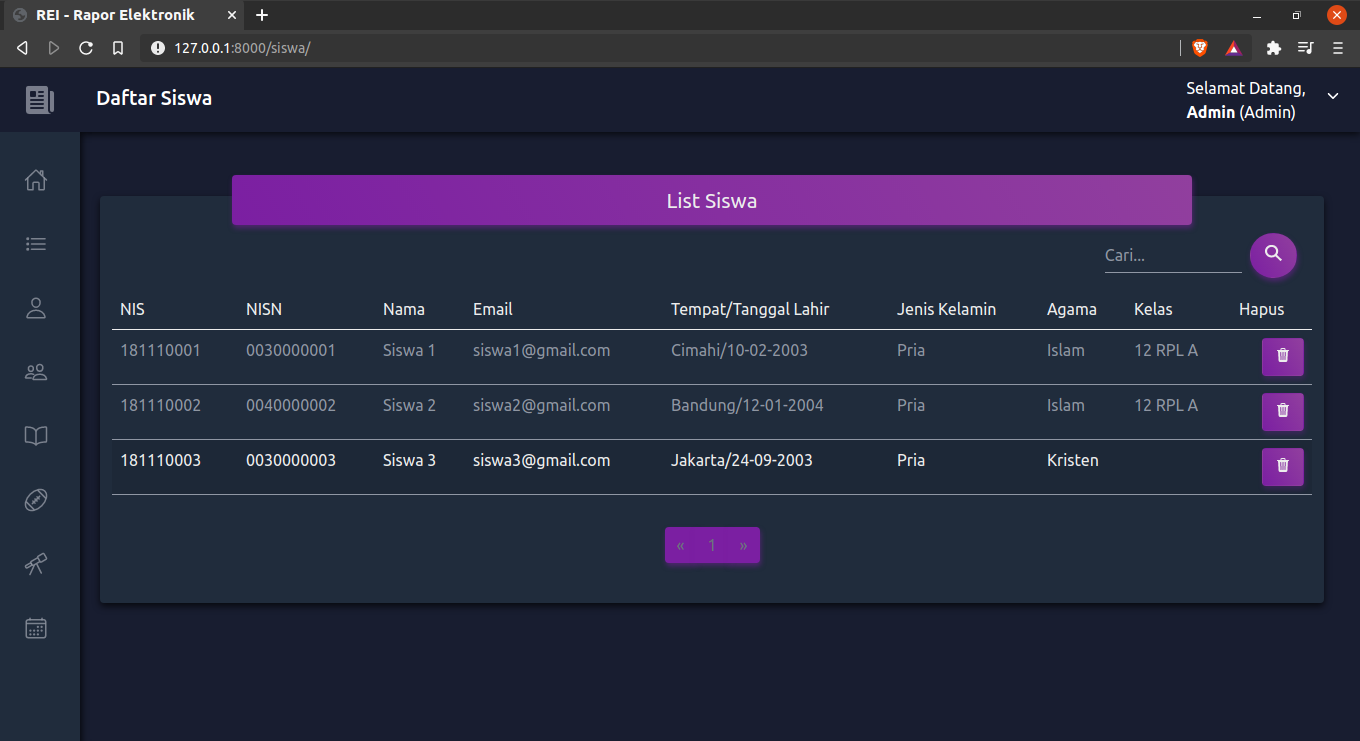 REI - Rapor Elektronik
127.0.0.1:8000/siswa/
Daftar Siswa
Selamat Datang,
Admin (Admin)
List Siswa
Cari...
NIS NISN Nama Email Tempat/Tanggal Lahir Jenis Kelamin Agama Kelas Hapus
181110001 0030000001 Siswa 1 siswa1@gmail.com Cimahi/10-02-2003 Pria Islam 12 RPL A
181110002 0040000002 Siswa 2 siswa2@gmail.com Bandung/12-01-2004 Pria Islam 12 RPL A
181110003 0030000003 Siswa 3 siswa3@gmail.com Jakarta/24-09-2003 Pria Kristen
« 1 »